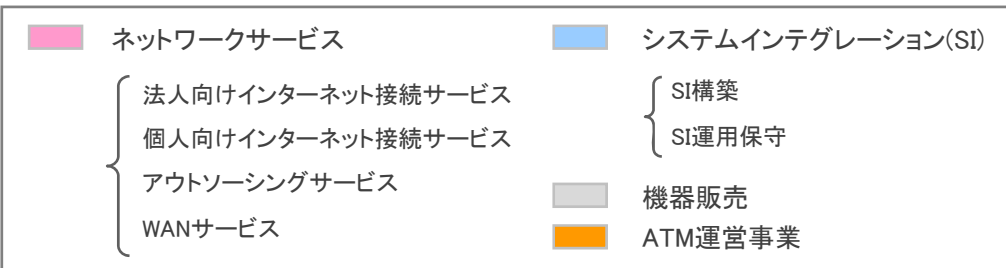 ネットワークサービス
法人向けインターネット接続サービス
個人向けインターネット接続サービス
アウトソーシングサービス
WANサービス
システムインテグレーション(SI)
SI構築
SI運用保守
機器販売
ATM運営事業